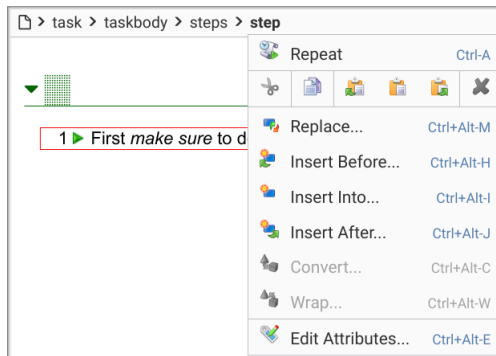 task > taskbody > steps > step
Repeat Ctrl-A
Replace... Ctrl+Alt-M
1 First make sure to d
Insert Before... Ctrl+Alt-H
Insert Into... Ctrl+Alt-I
Insert After... Ctrl+Alt-J
Convert... Ctrl+Alt-C
Wrap... Ctrl+Alt-W
Edit Attributes... Ctrl+Alt-E